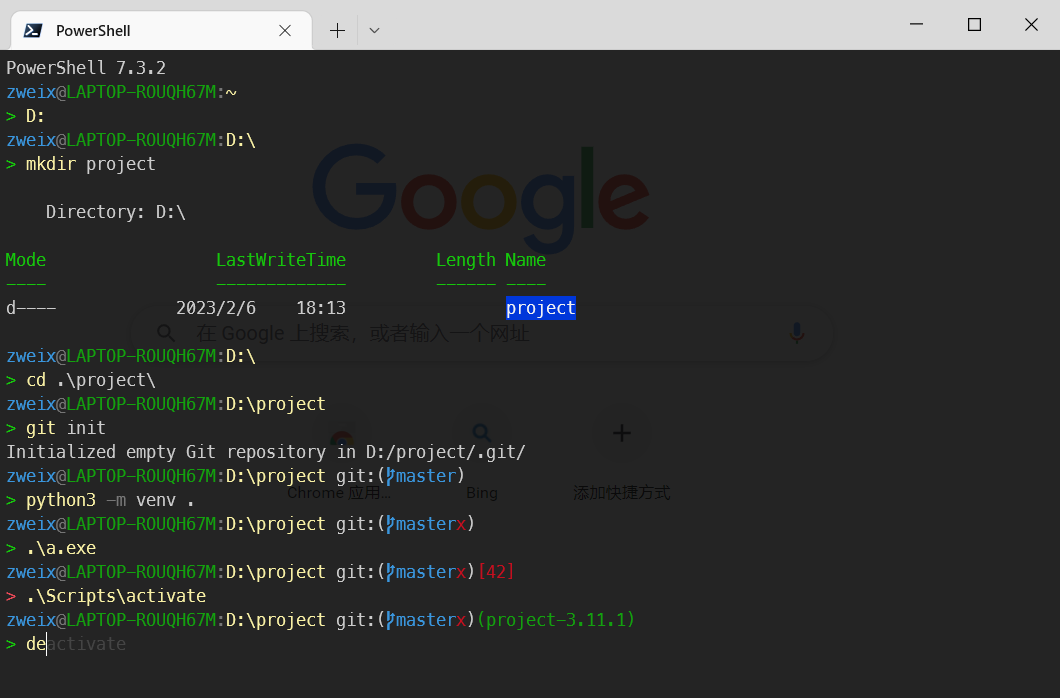 PowerShell
PowerShell 7.3.2
zweix@LAPTOP-ROUQH67M:~
> D:
zweix@LAPTOP-ROUQH67M:D:\
> mkdir project
Google
Directory: D:\
Mode LastWriteTime Length Name
---- ------------- ------ ----
d---- 2023/2/6 18:13 project
在 Google 上搜索，或者输入一个网址
zweix@LAPTOP-ROUQH67M:D:\
> cd .\project\
zweix@LAPTOP-ROUQH67M:D:\project
> git init
Initialized empty Git repository in D:/project/.git/
zweix@LAPTOP-ROUQH67M:D:\project git:(master)
Chrome 应用... Bing 添加快捷方式
> python3 -m venv .
zweix@LAPTOP-ROUQH67M:D:\project git:(masterx)
> .\a.exe
zweix@LAPTOP-ROUQH67M:D:\project git:(masterx)[42]
> .\Scripts\activate
zweix@LAPTOP-ROUQH67M:D:\project git:(masterx)(project-3.11.1)
> deactivate